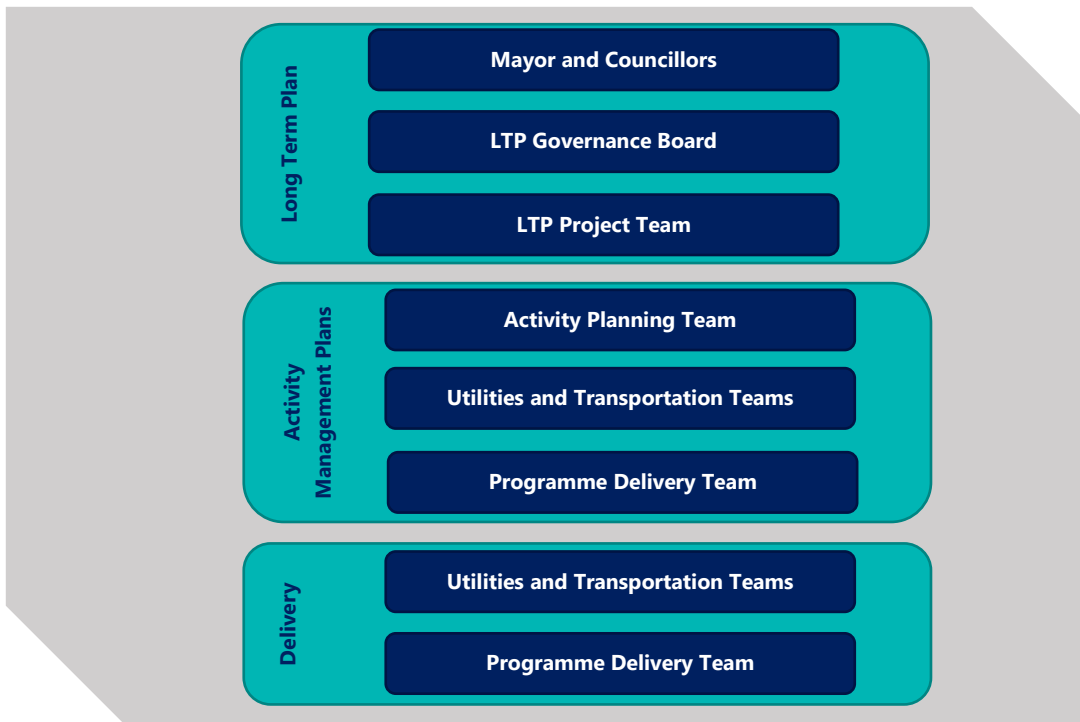 Long Term Plan
Mayor and Councillors
LTP Governance Board
LTP Project Team
Activity
Management Plans
Activity Planning Team
Utilities and Transportation Teams
Programme Delivery Team
Delivery
Utilities and Transportation Teams
Programme Delivery Team